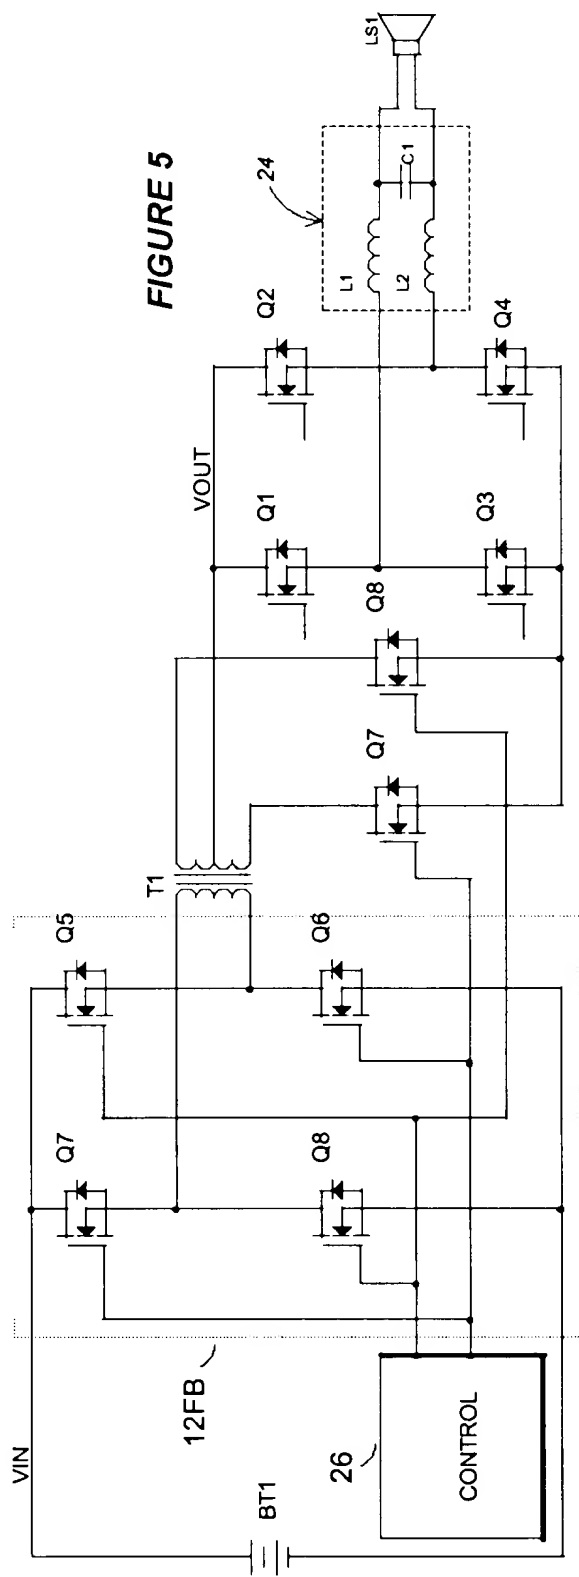 FIGURE 5
VIN
BT1
12FB
26
CONTROL
Q7
Q8
Q5
Q6
T1
Q7
Q8
VOUT
Q1
Q3
Q2
Q4
24
L1
L2
C1
LS1